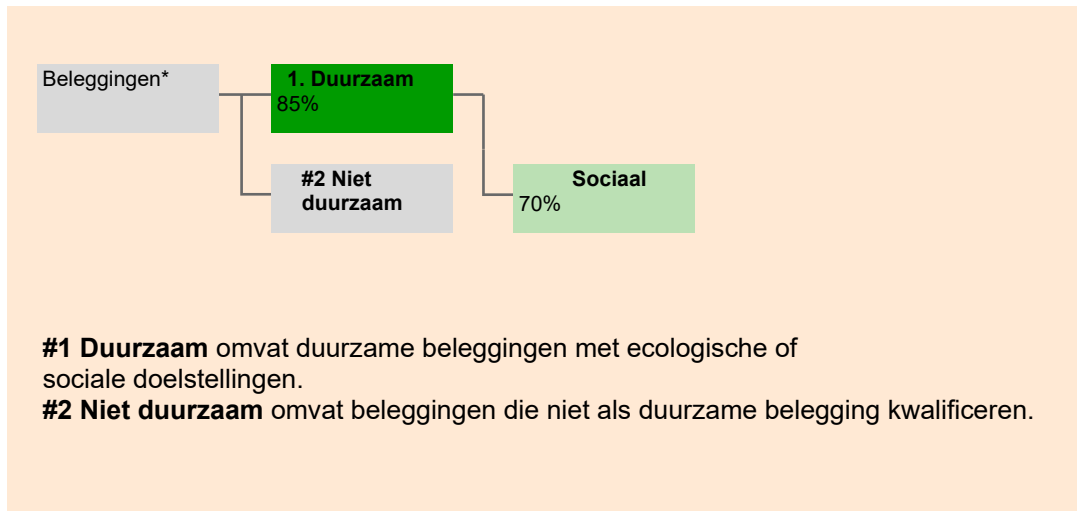 Beleggingen*
1. Duurzaam
85%
#2 Niet
duurzaam
Sociaal
70%
#1 Duurzaam omvat duurzame beleggingen met ecologische of
sociale doelstellingen.
#2 Niet duurzaam omvat beleggingen die niet als duurzame belegging kwalificeren.